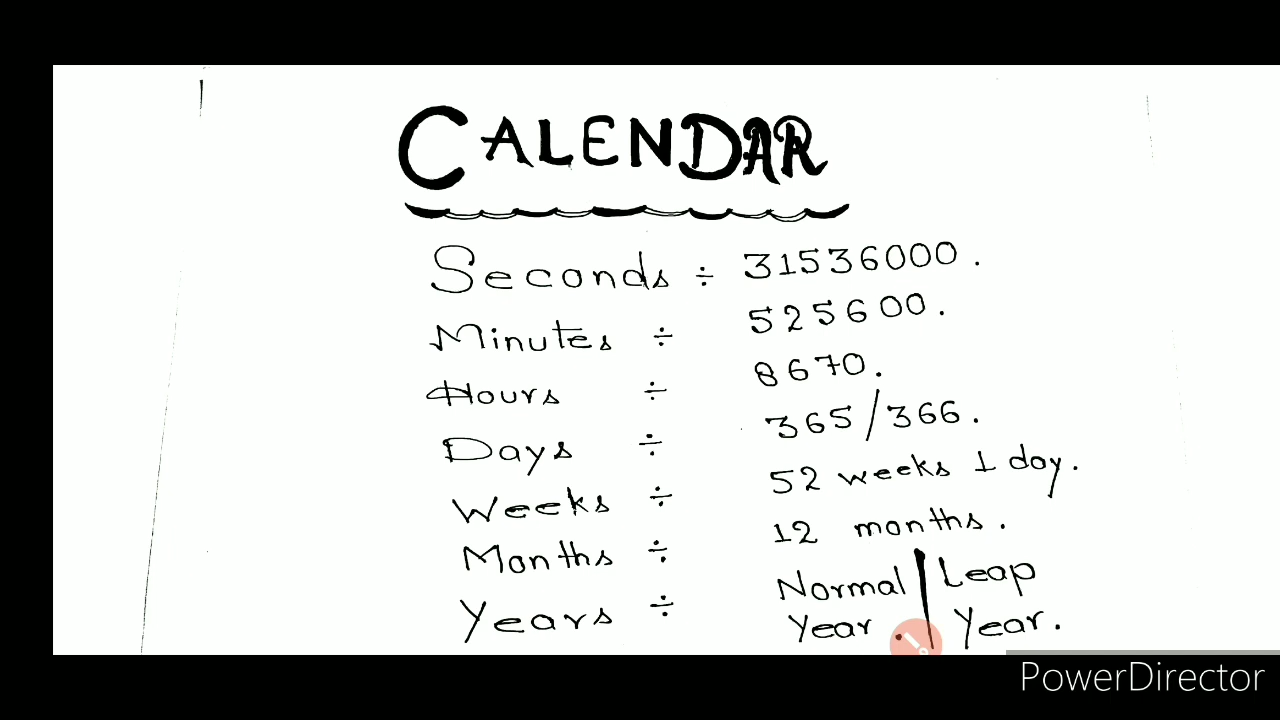 CALENDAR
Seconds ÷ 31536000.
Minutes ÷ 525600.
Hours ÷ 8670.
Days ÷ 365/366.
Weeks ÷ 52 weeks 1 day.
Months ÷ 12 months.
Years ÷ Normal | Leap
Year. | Year.
PowerDirector